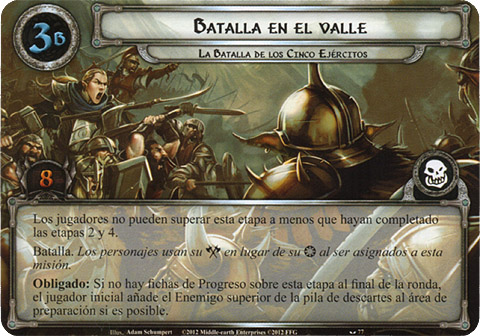 3B
BATALLA EN EL VALLE
LA BATALLA DE LOS CINCO EJÉRCITOS
8
Los jugadores no pueden superar esta etapa a menos que hayan completado
las etapas 2 y 4.
Batalla. Los personajes usan su en lugar de su al ser asignados a esta
misión.
Obligado: Si no hay fichas de Progreso sobre esta etapa al final de la ronda,
el jugador inicial añade el Enemigo superior de la pila de descartes al área de
preparación si es posible.
Illus. Adam Schumpert ©2012 Middle-earth Enterprises ©2012 FFG 77